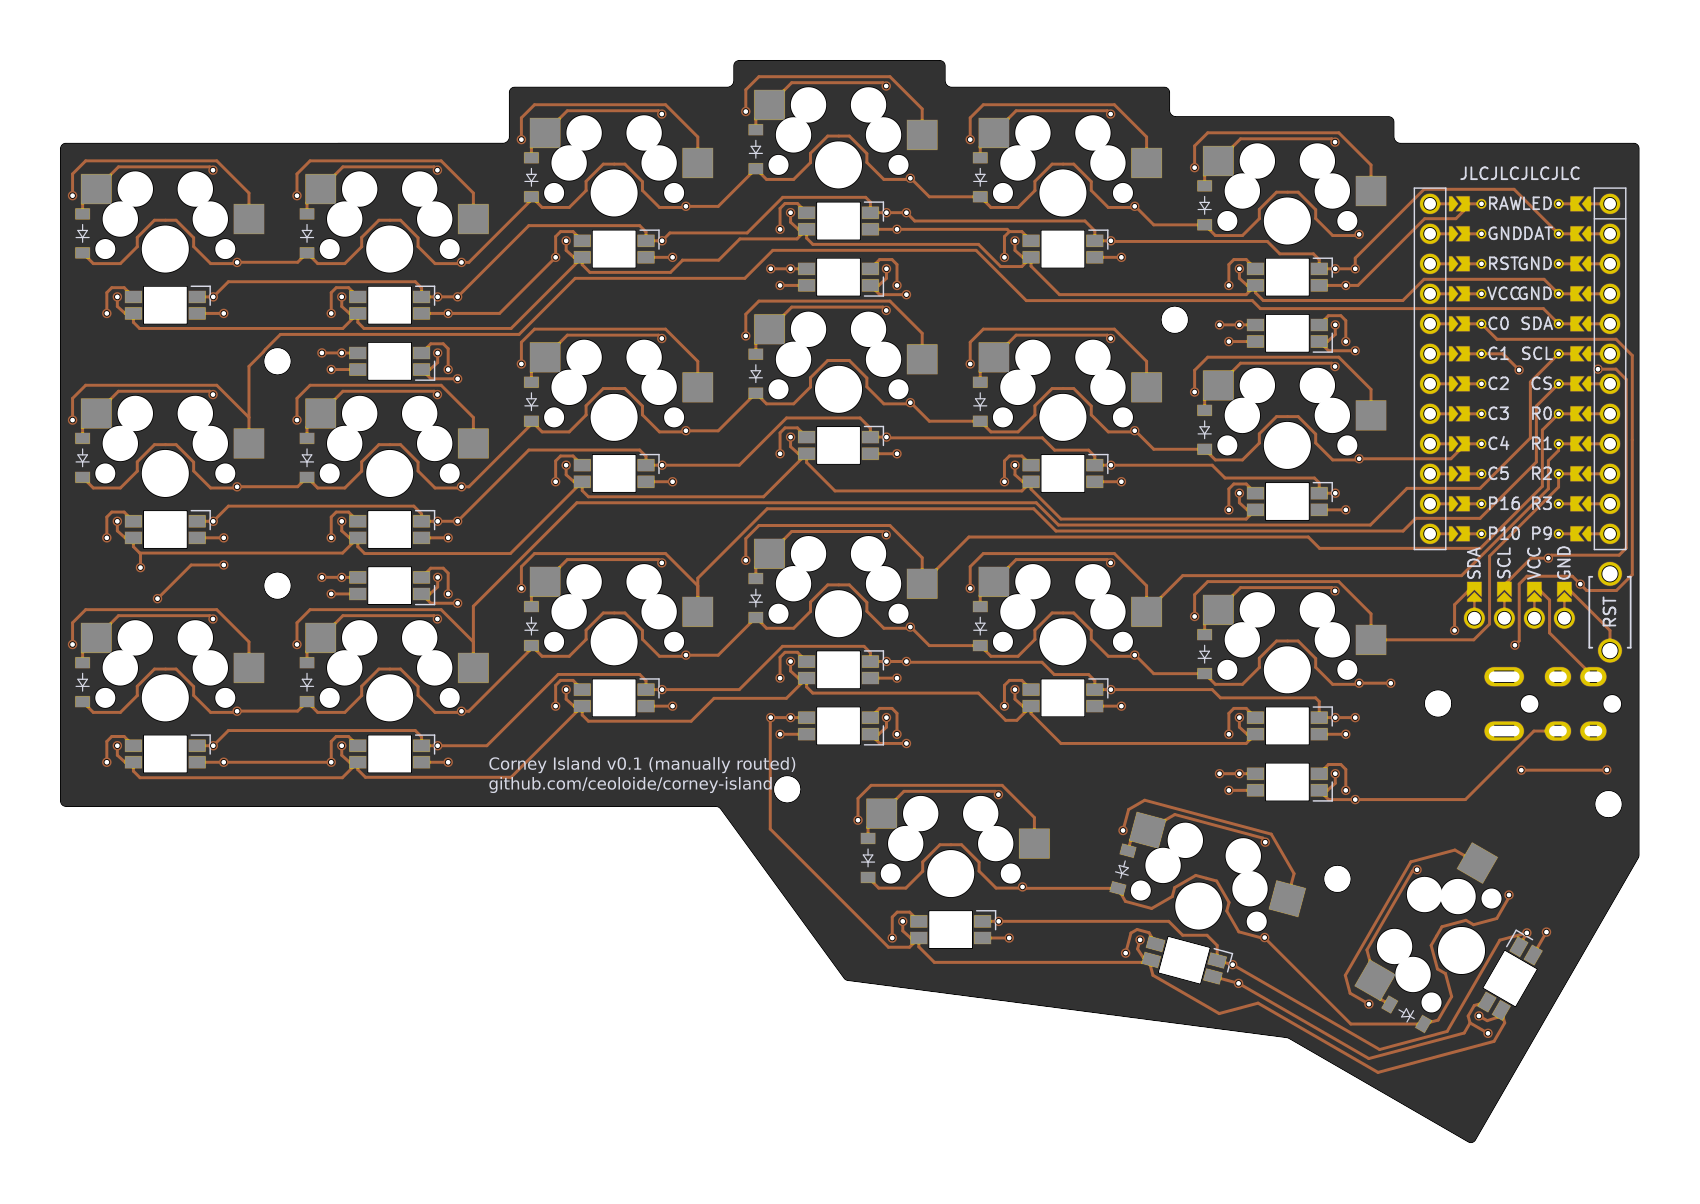 JLCJLCJLCJLC
RAW LED
GND DAT
RST GND
VCC GND
C0 SDA
C1 SCL
C2 CS
C3 R0
C4 R1
C5 R2
P16 R3
P10 P9
SDA SCL VCC GND
RST
Corney Island v0.1 (manually routed)
github.com/ceoloide/corney-island